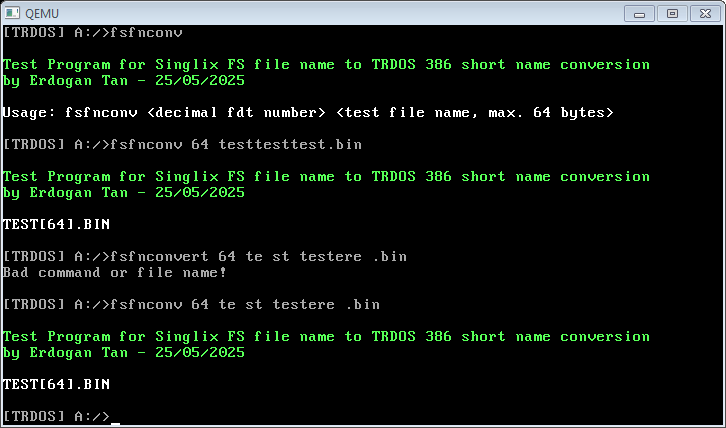 QEMU
[TRDOS] A:/>fsfnconv
Test Program for Singlix FS file name to TRDOS 386 short name conversion
by Erdogan Tan - 25/05/2025
Usage: fsfnconv <decimal fdt number> <test file name, max. 64 bytes>
[TRDOS] A:/>fsfnconv 64 testtesttest.bin
Test Program for Singlix FS file name to TRDOS 386 short name conversion
by Erdogan Tan - 25/05/2025
TEST[64].BIN
[TRDOS] A:/>fsfnconvert 64 te st testere .bin
Bad command or file name!
[TRDOS] A:/>fsfnconv 64 te st testere .bin
Test Program for Singlix FS file name to TRDOS 386 short name conversion
by Erdogan Tan - 25/05/2025
TEST[64].BIN
[TRDOS] A:/>_